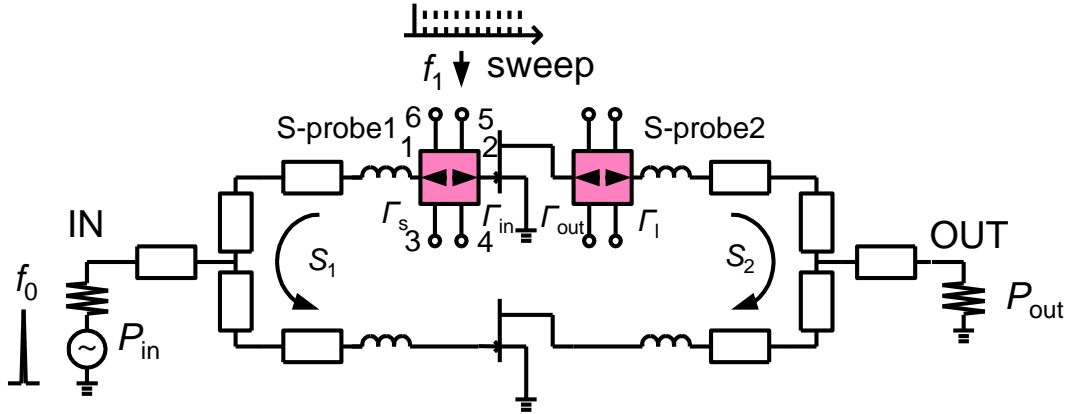 f1 sweep
S-probe1 6 5 S-probe2
1 2
Γs 3 Γin 4 Γout Γl
IN S1 S2 OUT
f0
Pin ~ Pout